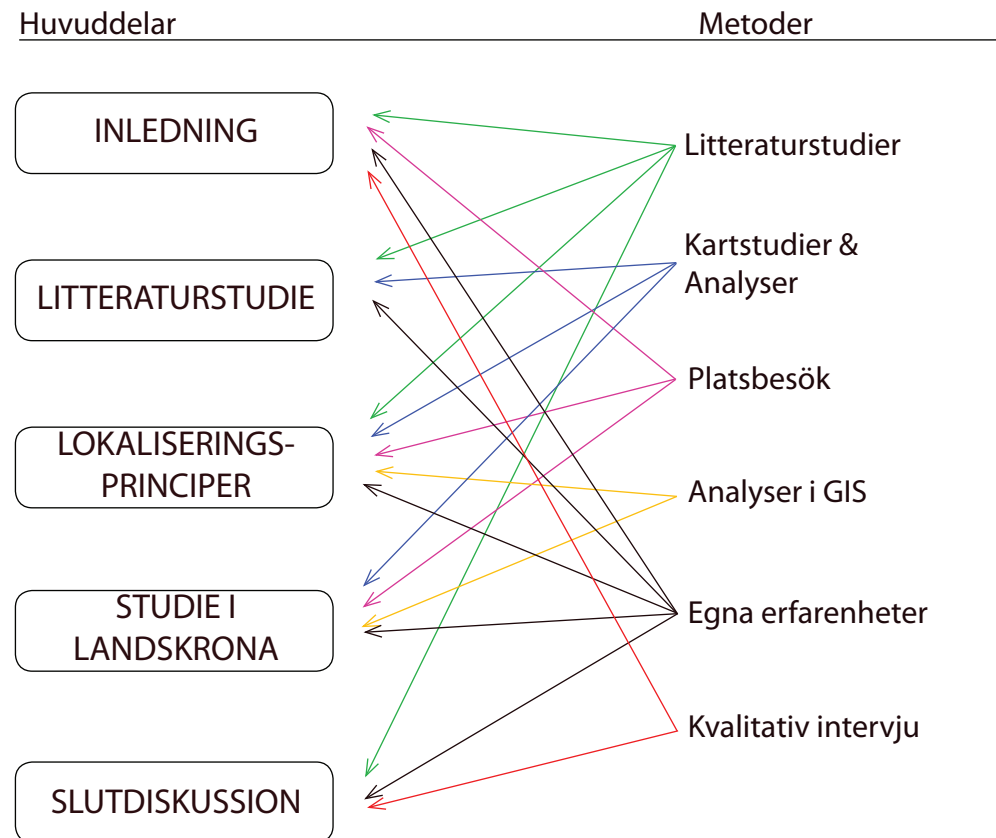 Huvuddelar
Metoder
INLEDNING
LITTERATURSTUDIE
LOKALISERINGS-
PRINCIPER
STUDIE I
LANDSKRONA
SLUTDISKUSSION
Litteraturstudier
Kartstudier &
Analyser
Platsbesök
Analyser i GIS
Egna erfarenheter
Kvalitativ intervju